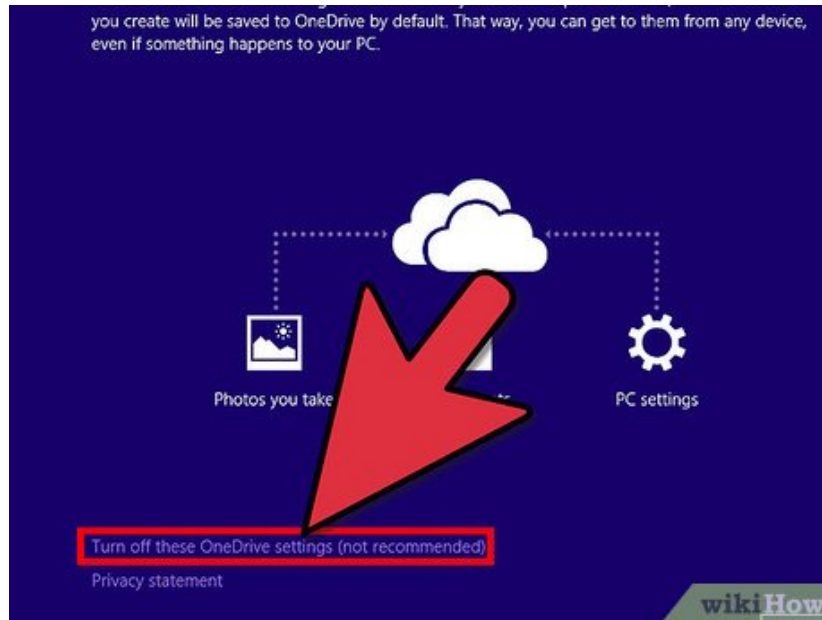 you create will be saved to OneDrive by default. That way, you can get to them from any device,
even if something happens to your PC.
Photos you take
PC settings
Turn off these OneDrive settings (not recommended)
Privacy statement
wikiHow